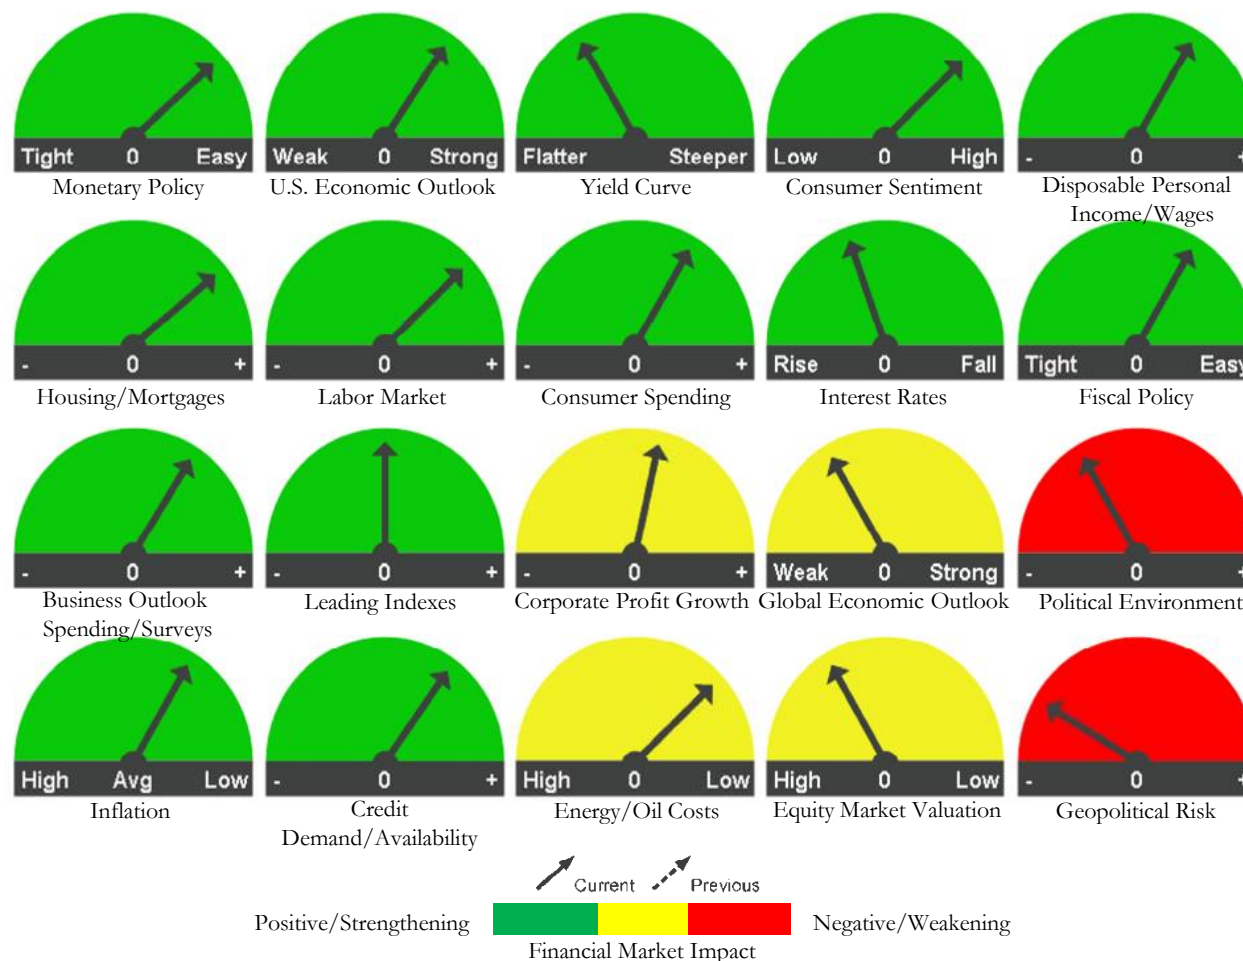 Tight 0 Easy
Monetary Policy
Weak 0 Strong
U.S. Economic Outlook
Flatter Steeper
Yield Curve
Low 0 High
Consumer Sentiment
- 0 +
Disposable Personal
Income/Wages
- 0 +
Housing/Mortgages
- 0 +
Labor Market
- 0 +
Consumer Spending
Rise 0 Fall
Interest Rates
Tight 0 Easy
Fiscal Policy
- 0 +
Business Outlook
Spending/Surveys
- 0 +
Leading Indexes
- 0 +
Corporate Profit Growth
Weak 0 Strong
Global Economic Outlook
- 0 +
Political Environment
High Avg Low
Inflation
- 0 +
Credit
Demand/Availability
High 0 Low
Energy/Oil Costs
High 0 Low
Equity Market Valuation
- 0 +
Geopolitical Risk
Current Previous
Positive/Strengthening Negative/Weakening
Financial Market Impact